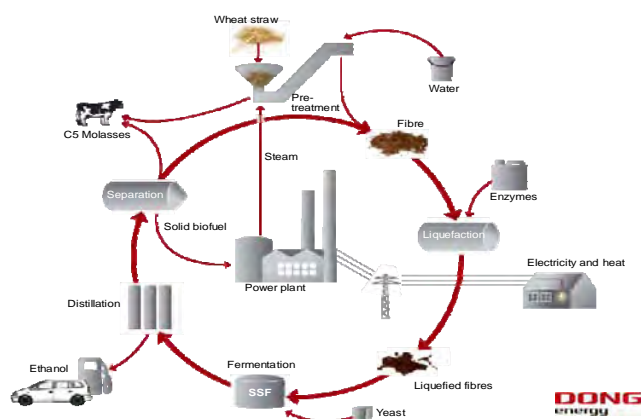 Wheat straw
Water
Pre-
treatment
C5 Molasses
Fibre
Steam
Enzymes
Separation
Solid biofuel
Liquefaction
Electricity and heat
Power plant
Distillation
Ethanol
Fermentation
SSF
Liquefied fibres
Yeast
DONG
energy